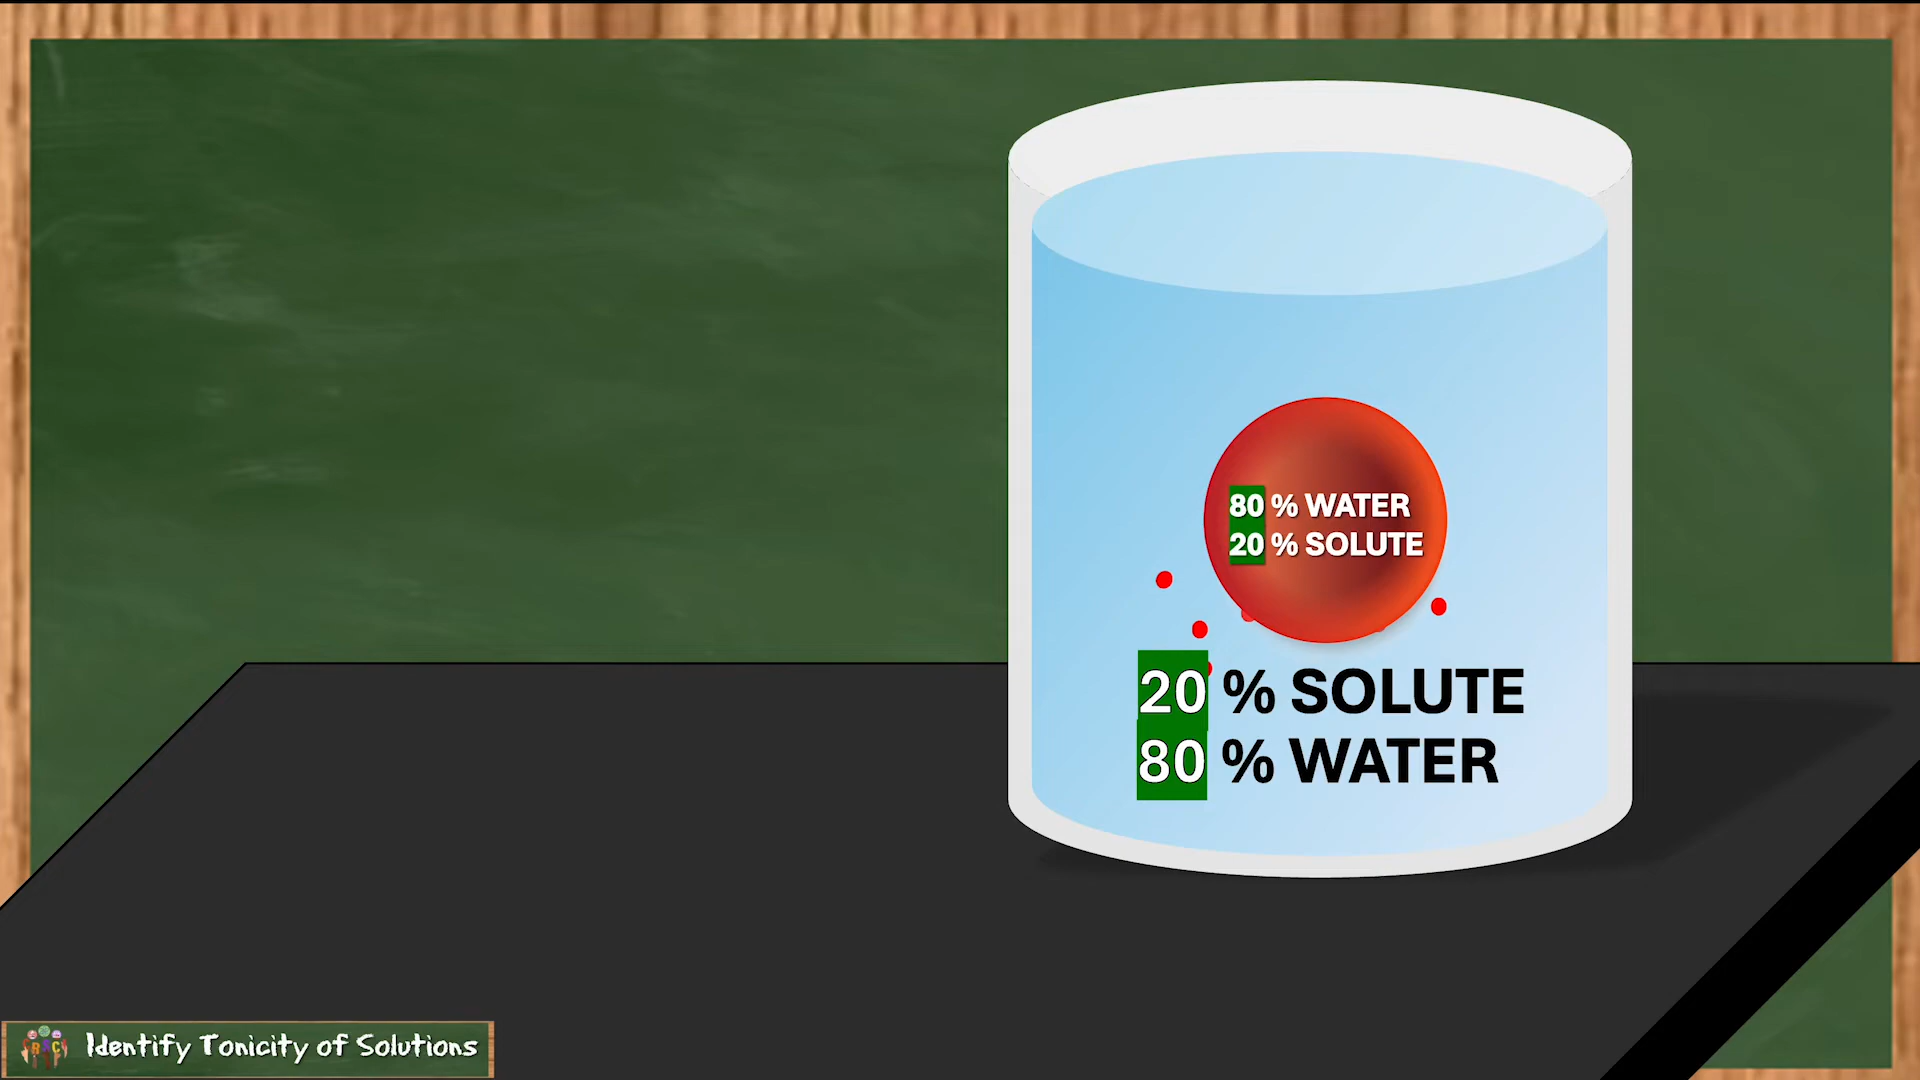 80 % WATER
20 % SOLUTE
20 % SOLUTE
80 % WATER
Identify Tonicity of Solutions